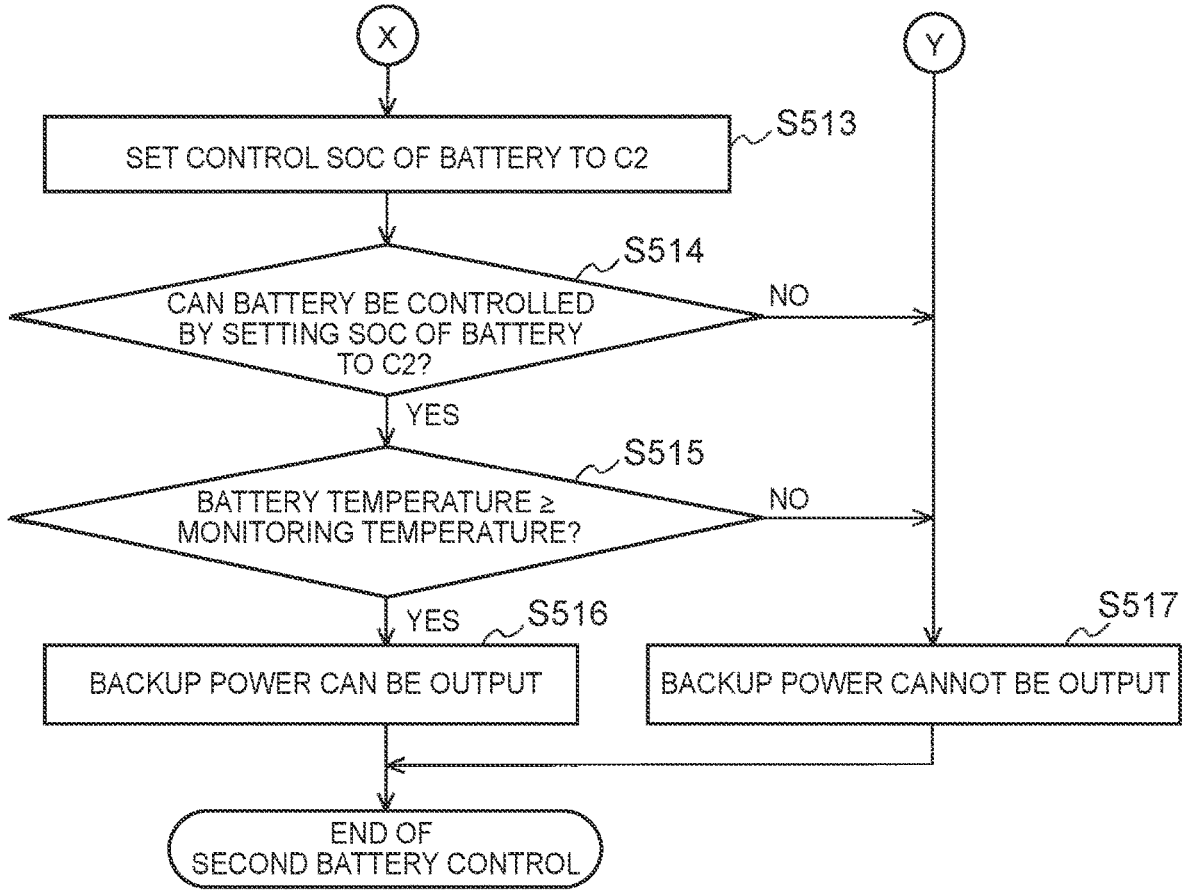 X
Y
S513
SET CONTROL SOC OF BATTERY TO C2
S514
CAN BATTERY BE CONTROLLED
BY SETTING SOC OF BATTERY
TO C2?
NO
YES
S515
BATTERY TEMPERATURE ≥
MONITORING TEMPERATURE?
NO
YES
S516
BACKUP POWER CAN BE OUTPUT
S517
BACKUP POWER CANNOT BE OUTPUT
END OF
SECOND BATTERY CONTROL